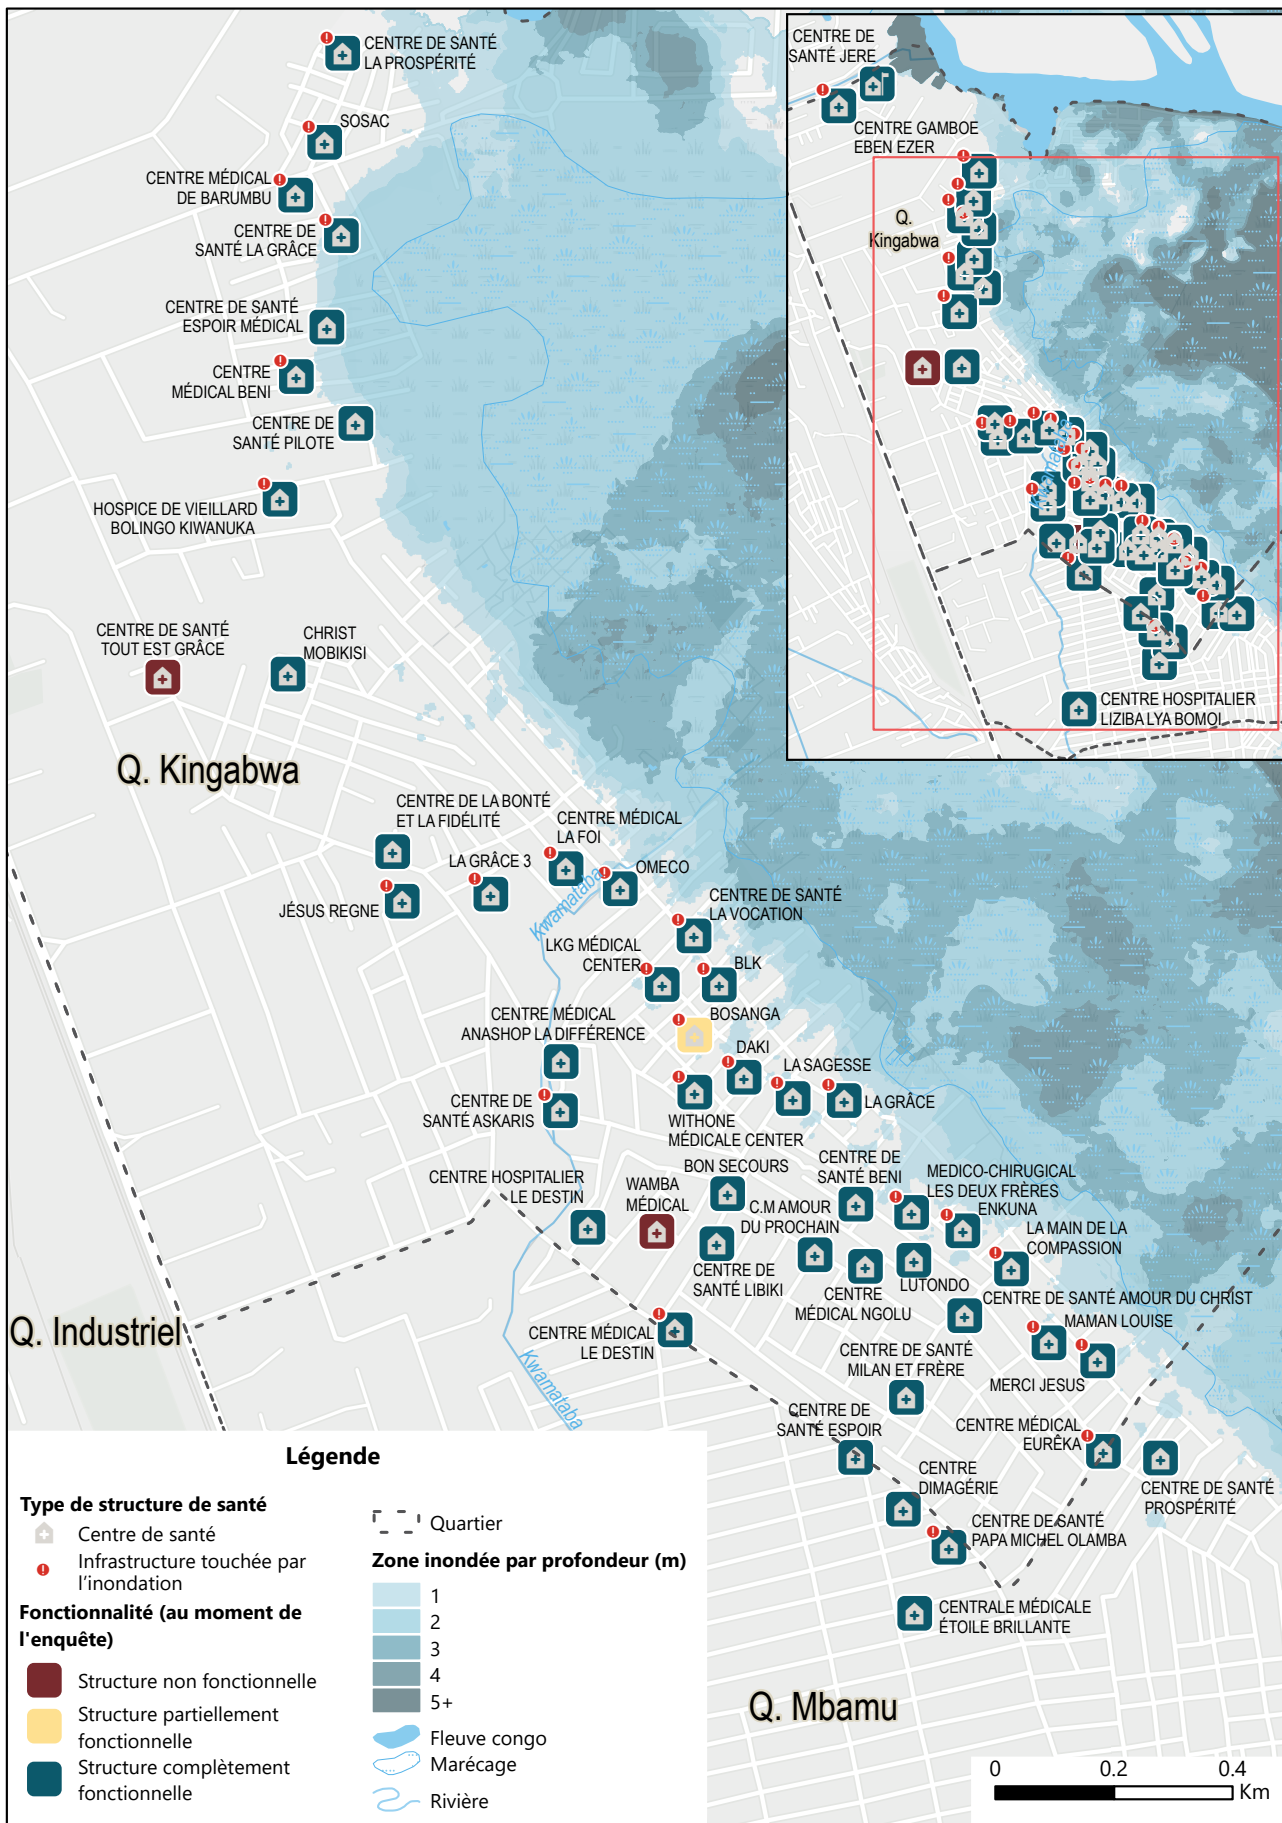 CENTRE DE SANTÉ
LA PROSPÉRITÉ
SOSAC
CENTRE MÉDICAL
DE BARUMBU
CENTRE DE
SANTÉ LA GRÂCE
CENTRE DE SANTÉ
ESPOIR MÉDICAL
CENTRE
MÉDICAL BENI
CENTRE DE
SANTÉ PILOTE
HOSPICE DE VIEILLARD
BOLINGO KIWANUKA
CENTRE DE SANTÉ
TOUT EST GRÂCE
CHRIST
MOBIKISI
Q. Kingabwa
CENTRE DE
SANTÉ JERE
CENTRE GAMBOE
EBEN EZER
Q.
Kingabwa
Kwamataba
CENTRE HOSPITALIER
LIZIBA LYA BOMOI
CENTRE DE LA BONTÉ
ET LA FIDÉLITÉ
CENTRE MÉDICAL
LA FOI
LA GRÂCE 3
OMECO
JÉSUS REGNE
Kwamataba
CENTRE DE SANTÉ
LA VOCATION
LKG MÉDICAL
CENTER
BLK
BOSANGA
CENTRE MÉDICAL
ANASHOP LA DIFFÉRENCE
DAKI
LA SAGESSE
CENTRE DE
SANTÉ ASKARIS
LA GRÂCE
WITHONE
MÉDICALE CENTER
BON SECOURS
CENTRE DE
SANTÉ BENI
MEDICO-CHIRUGICAL
LES DEUX FRÈRES
CENTRE HOSPITALIER
LE DESTIN
WAMBA
MÉDICAL
C.M AMOUR
DU PROCHAIN
ENKUNA
LA MAIN DE LA
COMPASSION
CENTRE DE
SANTÉ LIBIKI
LUTONDO
CENTRE
MÉDICAL NGOLU
CENTRE DE SANTÉ AMOUR DU CHRIST
MAMAN LOUISE
Q. Industriel
CENTRE MÉDICAL
LE DESTIN
CENTRE DE SANTÉ
MILAN ET FRÈRE
MERCI JESUS
Kwamataba
CENTRE DE
SANTÉ ESPOIR
CENTRE MÉDICAL
EURÊKA
CENTRE
DIMAGÉRIE
CENTRE DE SANTÉ
PROSPÉRITÉ
CENTRE DE SANTÉ
PAPA MICHEL OLAMBA
CENTRALE MÉDICALE
ÉTOILE BRILLANTE
Q. Mbamu
Légende
Type de structure de santé
Centre de santé
Infrastructure touchée par
l'inondation
Fonctionnalité (au moment de
l'enquête)
Structure non fonctionnelle
Structure partiellement
fonctionnelle
Structure complètement
fonctionnelle
Quartier
Zone inondée par profondeur (m)
1
2
3
4
5+
Fleuve congo
Marécage
Rivière
0 0.2 0.4
Km